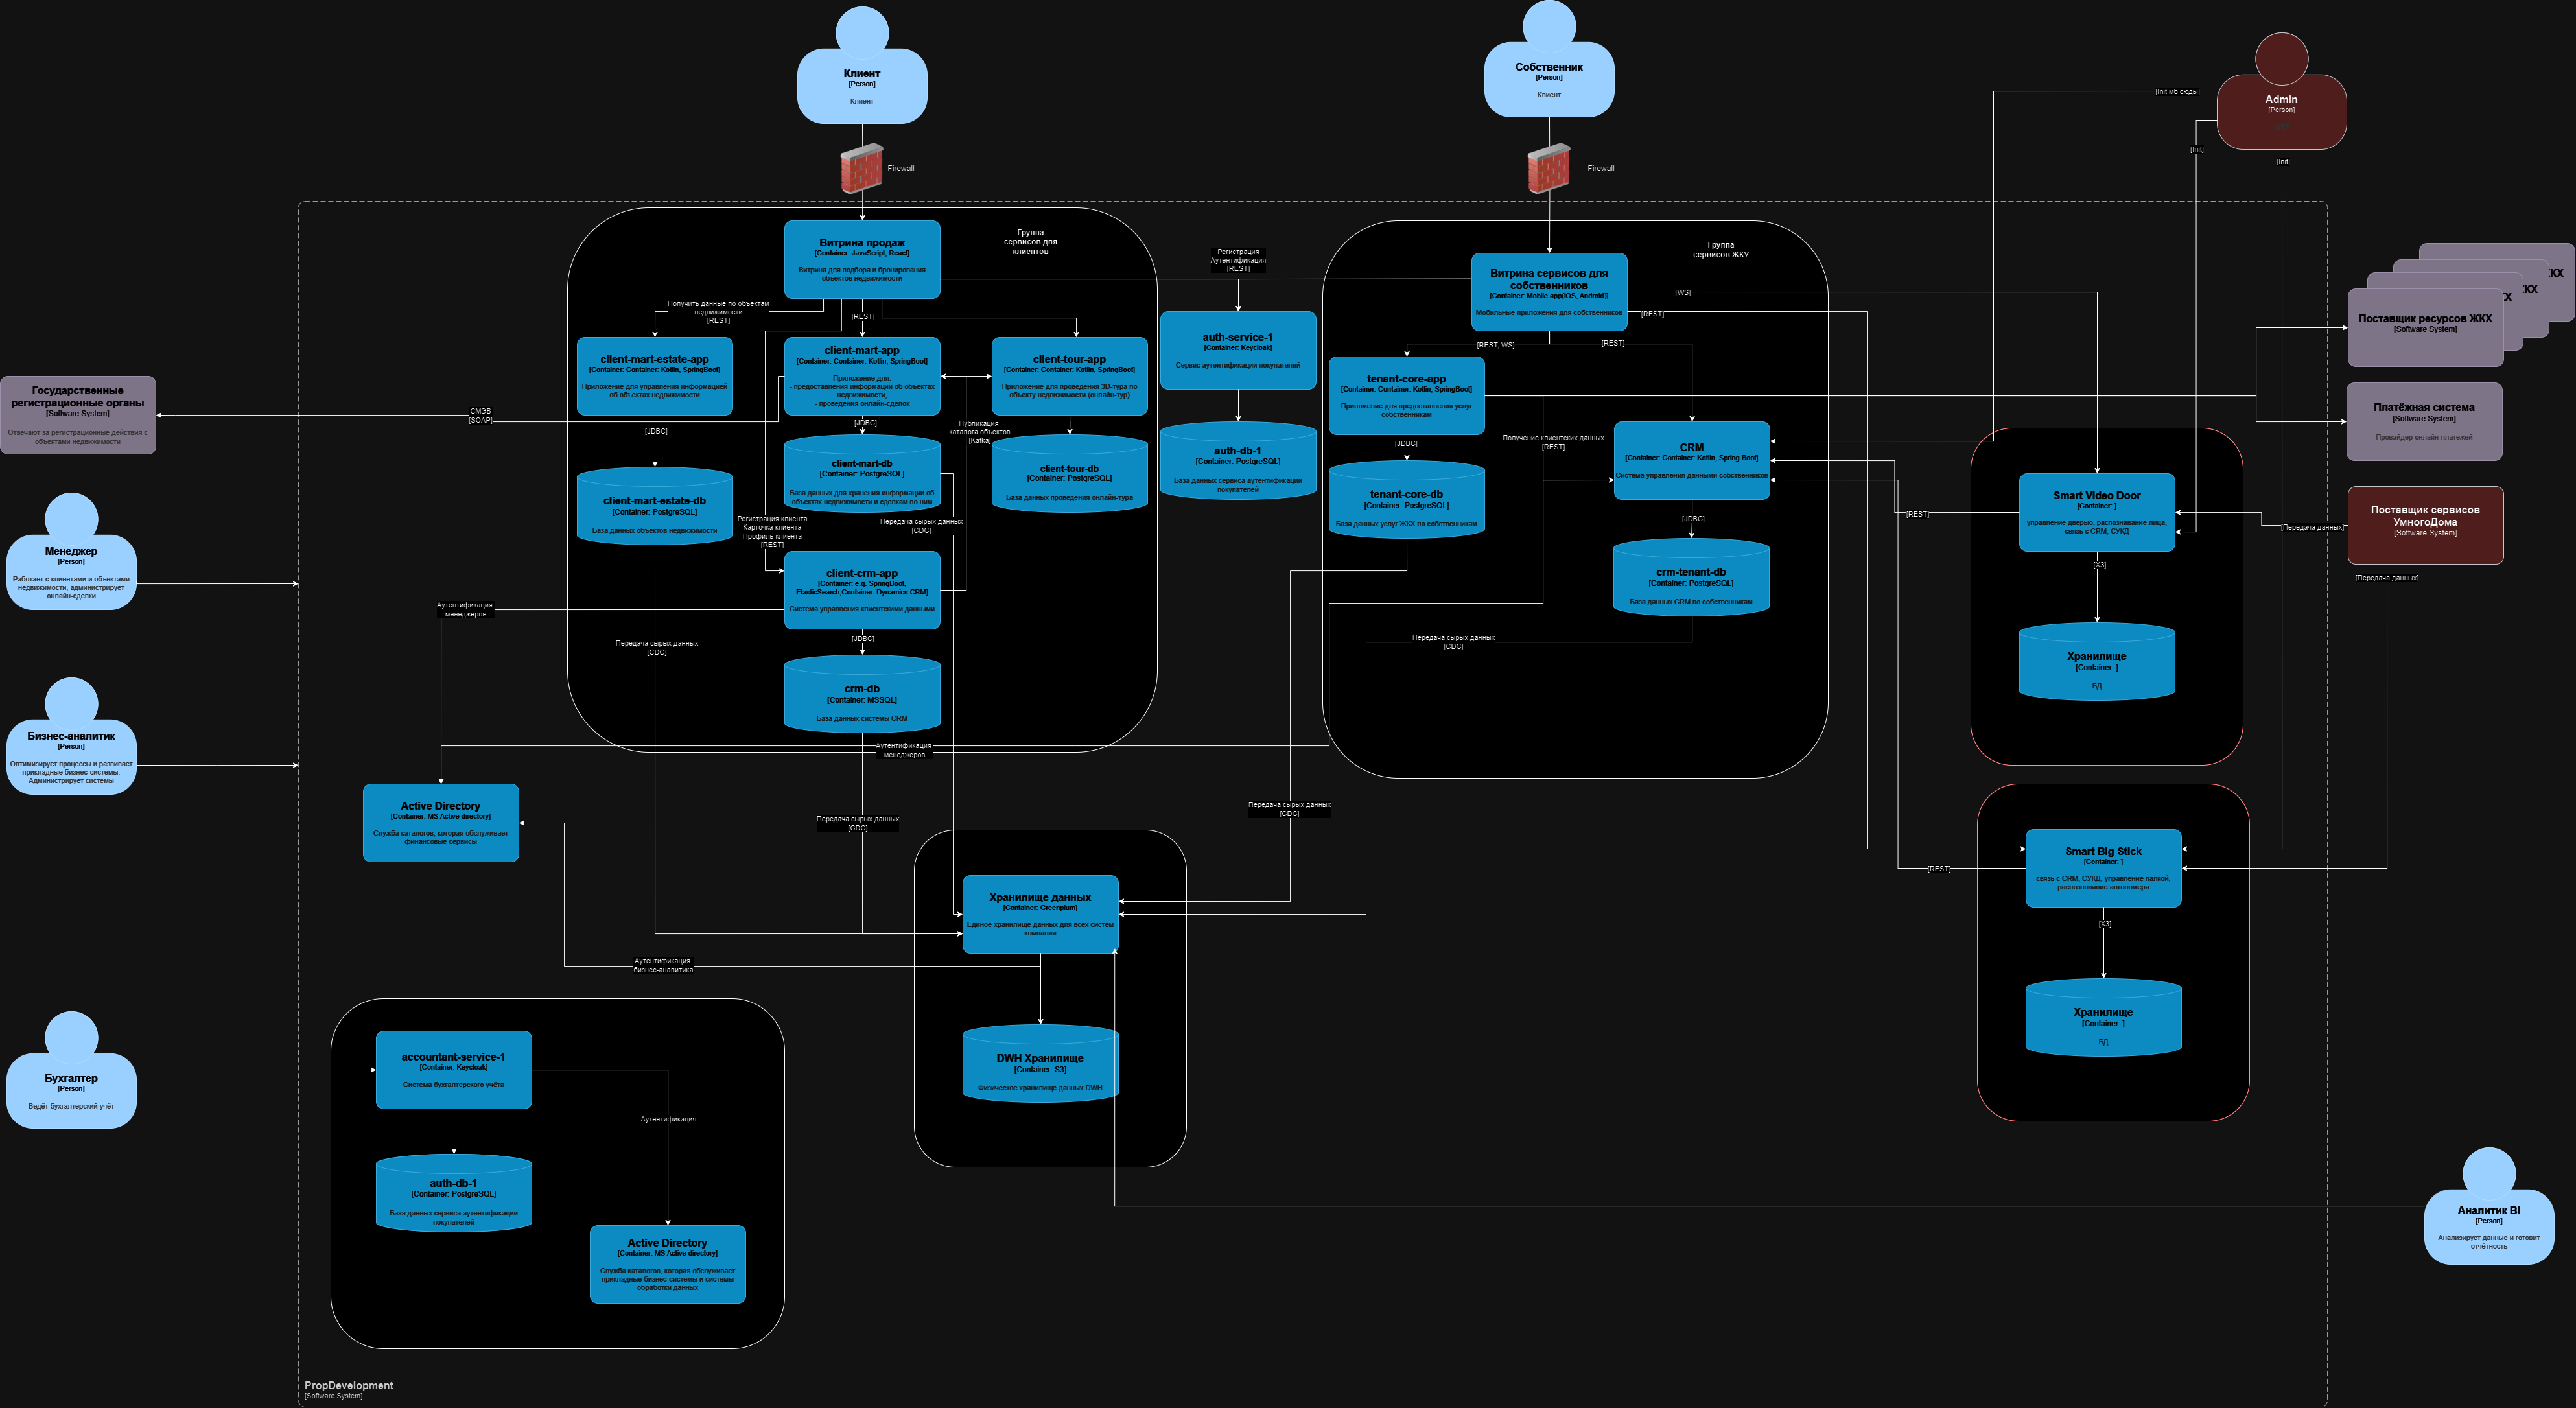 Клиент
[Person]
Клиент
Firewall
Собственник
[Person]
Клиент
Firewall
Admin
[Person]
[Init мб сюды]
[Init]
[Init]
Группа
сервисов для
клиентов
Витрина продаж
[Container: JavaScript, React]
Витрина для подбора и бронирования
объектов недвижимости
Получить данные по объектам
недвижимости
[REST]
[REST]
client-mart-estate-app
[Container: Container: Kotlin, SpringBoot]
Приложение для управления информацией
об объектах недвижимости
client-mart-app
[Container: Container: Kotlin, SpringBoot]
Приложение для:
- предоставления информации об объектах
недвижимости,
- проведения онлайн-сделок
client-tour-app
[Container: Container: Kotlin, SpringBoot]
Приложение для проведения 3D-тура по
объекту недвижимости (онлайн-тур)
[JDBC]
[JDBC]
Публикация
каталога объектов
[Kafka]
client-mart-estate-db
[Container: PostgreSQL]
База данных объектов недвижимости
client-mart-db
[Container: PostgreSQL]
База данных для хранения информации об
объектах недвижимости и сделкам по ним
client-tour-db
[Container: PostgreSQL]
База данных проведения онлайн-тура
Регистрация клиента
Карточка клиента
Профиль клиента
[REST]
Передача сырых данных
[CDC]
client-crm-app
[Container: e.g. SpringBoot,
ElasticSearch,Container: Dynamics CRM]
Система управления клиентскими данными
[JDBC]
crm-db
[Container: MSSQL]
База данных системы CRM
Передача сырых данных
[CDC]
Аутентификация
менеджеров
Аутентификация
менеджеров
Передача сырых данных
[CDC]
Регистрация
Аутентификация
[REST]
auth-service-1
[Container: Keycloak]
Сервис аутентификации покупателей
auth-db-1
[Container: PostgreSQL]
База данных сервиса аутентификации
покупателей
Группа
сервисов ЖКУ
Витрина сервисов для
собственников
[Container: Mobile app(iOS, Android)]
Мобильные приложения для собственников
[WS]
[REST]
[REST, WS]
[REST]
tenant-core-app
[Container: Container: Kotlin, SpringBoot]
Приложение для предоставления услуг
собственникам
[JDBC]
tenant-core-db
[Container: PostgreSQL]
База данных услуг ЖКХ по собственникам
Получение клиентских данных
[REST]
CRM
[Container: Container: Kotlin, Spring Boot]
Система управления данными собственников
[JDBC]
crm-tenant-db
[Container: PostgreSQL]
База данных CRM по собственникам
Передача сырых данных
[CDC]
Передача сырых данных
[CDC]
ЖКХ
ЖКХ
ЖКХ
Поставщик ресурсов ЖКХ
[Software System]
Платёжная система
[Software System]
Провайдер онлайн-платежей
Поставщик сервисов
УмногоДома
[Software System]
Передача данных]
[Передача данных]
Smart Video Door
[Container: ]
управление дверью, распознавание лица,
связь с CRM, СУКД
[REST]
[ХЗ]
Хранилище
[Container: ]
БД
Smart Big Stick
[Container: ]
связь с CRM, СУКД, управление палкой,
распознование автономера
[REST]
[ХЗ]
Хранилище
[Container: ]
БД
Государственные
регистрационные органы
[Software System]
Отвечают за регистрационные действия с
объектами недвижимости
СМЭВ
[SOAP]
Менеджер
[Person]
Работает с клиентами и объектами
недвижимости, администрирует
онлайн-сделки
Бизнес-аналитик
[Person]
Оптимизирует процессы и развивает
прикладные бизнес-системы.
Администрирует системы
Active Directory
[Container: MS Active directory]
Служба каталогов, которая обслуживает
финансовые сервисы
Аутентификация
бизнес-аналитика
Хранилище данных
[Container: Greenplum]
Единое хранилище данных для всех систем
компании
DWH Хранилище
[Container: S3]
Физическое хранилище данных DWH
Бухгалтер
[Person]
Ведёт бухгалтерский учёт
accountant-service-1
[Container: Keycloak]
Система бухгалтерского учёта
Аутентификация
auth-db-1
[Container: PostgreSQL]
База данных сервиса аутентификации
покупателей
Active Directory
[Container: MS Active directory]
Служба каталогов, которая обслуживает
прикладные бизнес-системы и системы
обработки данных
Аналитик BI
[Person]
Анализирует данные и готовит
отчётность
PropDevelopment
[Software System]